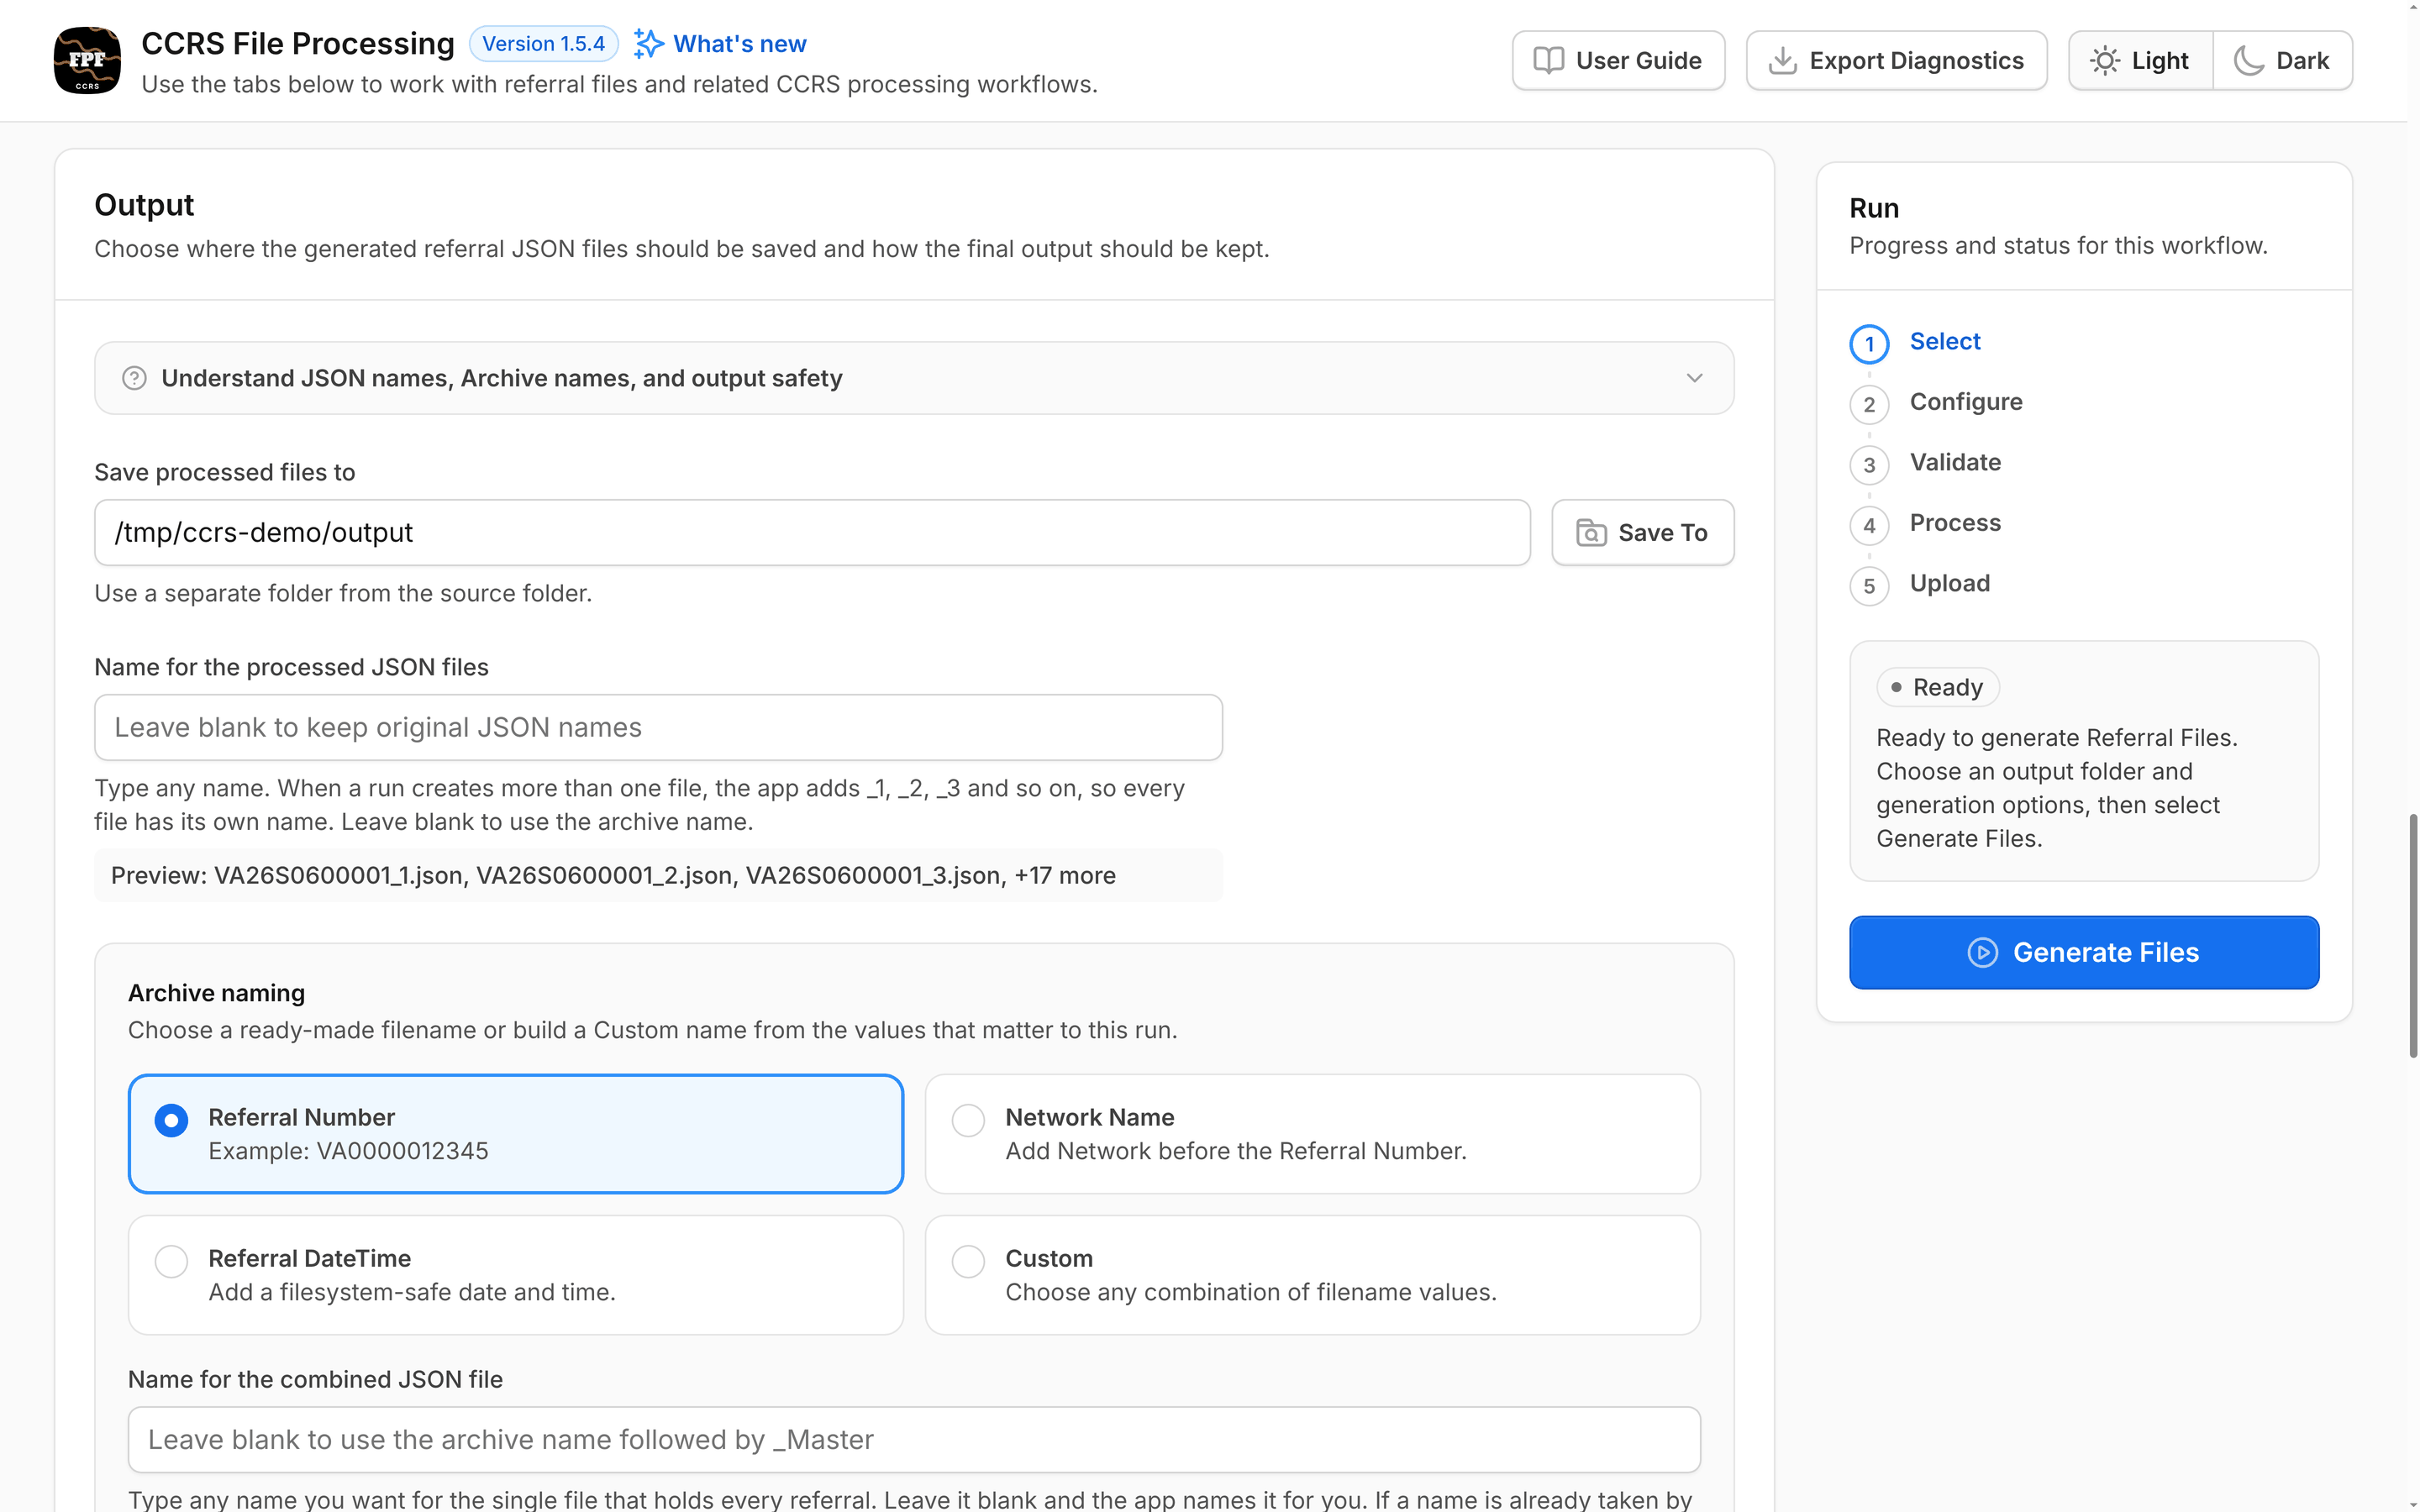 FPF
CCRS
CCRS File Processing
Version 1.5.4
What's new
Use the tabs below to work with referral files and related CCRS processing workflows.
User Guide
Export Diagnostics
Light
Dark
Output
Choose where the generated referral JSON files should be saved and how the final output should be kept.
Understand JSON names, Archive names, and output safety
Save processed files to
/tmp/ccrs-demo/output
Save To
Use a separate folder from the source folder.
Name for the processed JSON files
Leave blank to keep original JSON names
Type any name. When a run creates more than one file, the app adds _1, _2, _3 and so on, so every
file has its own name. Leave blank to use the archive name.
Preview: VA26S0600001_1.json, VA26S0600001_2.json, VA26S0600001_3.json, +17 more
Archive naming
Choose a ready-made filename or build a Custom name from the values that matter to this run.
Referral Number
Example: VA0000012345
Network Name
Add Network before the Referral Number.
Referral DateTime
Add a filesystem-safe date and time.
Custom
Choose any combination of filename values.
Name for the combined JSON file
Leave blank to use the archive name followed by _Master
Type any name you want for the single file that holds every referral. Leave it blank and the app names it for you. If a name is already taken by
Run
Progress and status for this workflow.
1 Select
2 Configure
3 Validate
4 Process
5 Upload
Ready
Ready to generate Referral Files.
Choose an output folder and
generation options, then select
Generate Files.
Generate Files